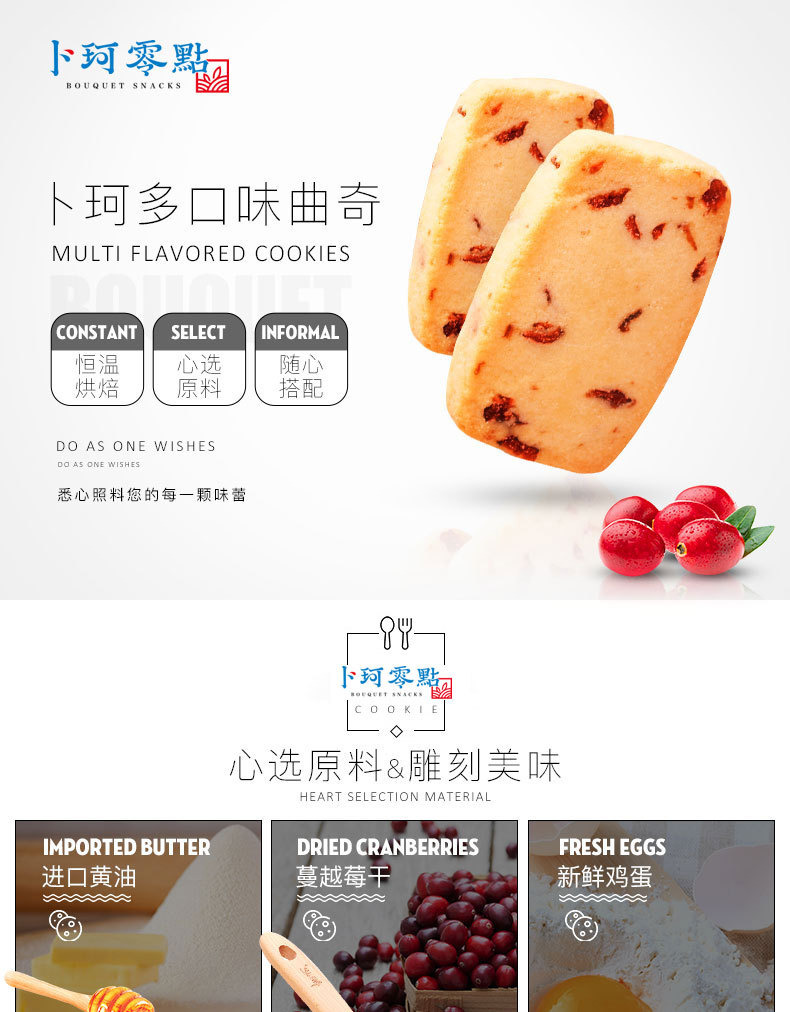 卜珂零點
BOUQUET SNACKS
卜珂多口味曲奇
MULTI FLAVORED COOKIES
BOUQUET
CONSTANT
恒温
烘焙
SELECT
心选
原料
INFORMAL
随心
搭配
DO AS ONE WISHES
DO AS ONE WISHES
悉心照料您的每一颗味蕾
卜珂零點
BOUQUET SNACKS
COOKIE
心选原料&雕刻美味
HEART SELECTION MATERIAL
IMPORTED BUTTER
进口黄油
DRIED CRANBERRIES
蔓越莓干
FRESH EGGS
新鲜鸡蛋